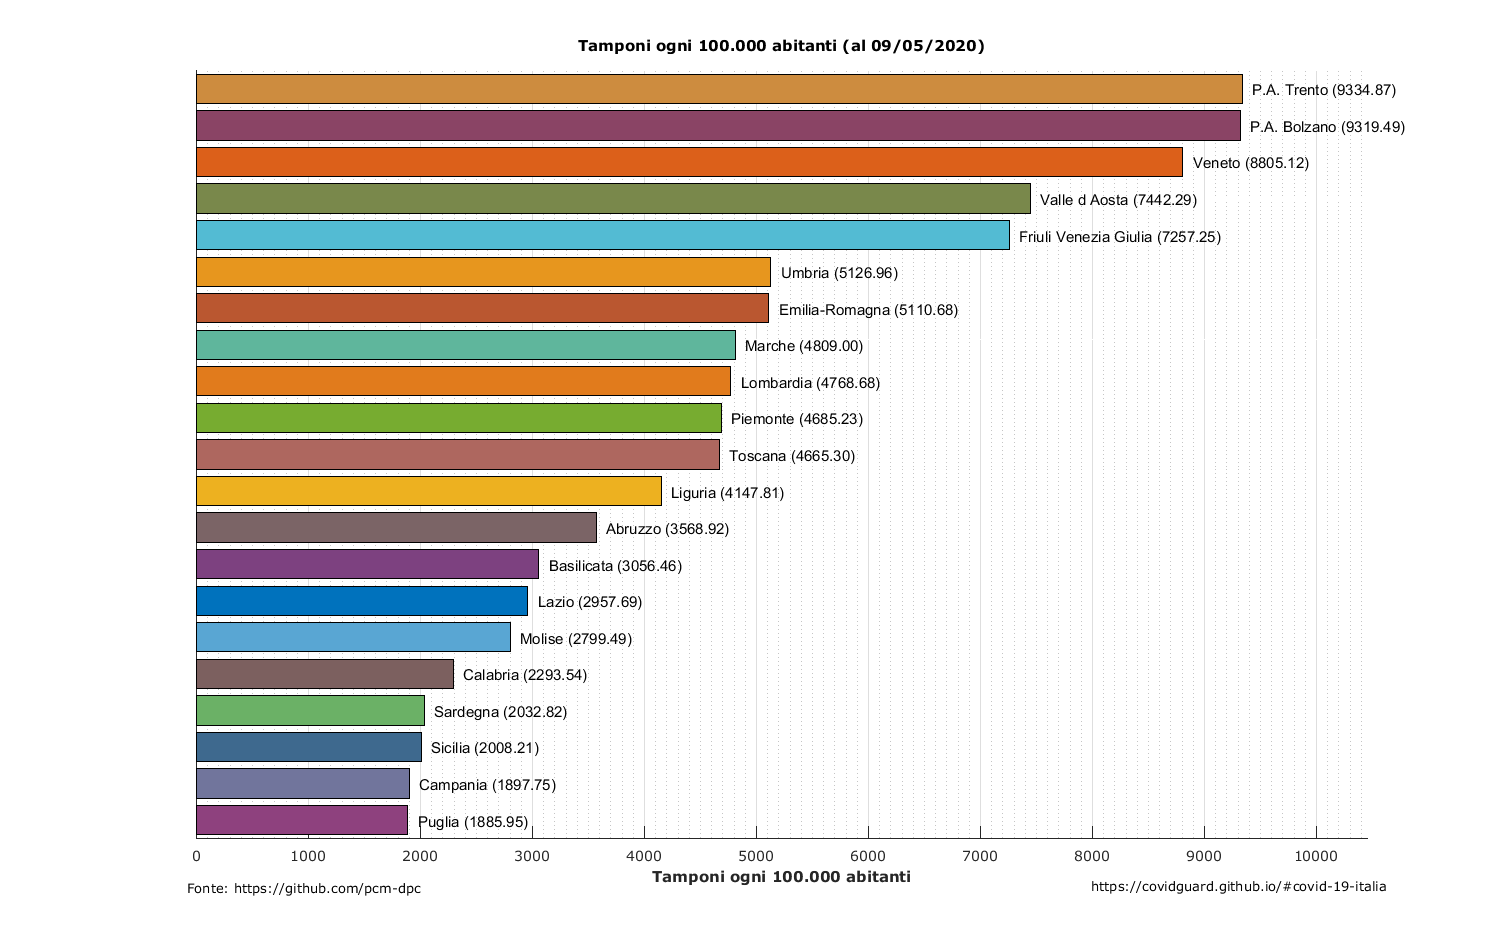 Tamponi ogni 100.000 abitanti (al 09/05/2020)
P.A. Trento (9334.87)
P.A. Bolzano (9319.49)
Veneto (8805.12)
Valle d Aosta (7442.29)
Friuli Venezia Giulia (7257.25)
Umbria (5126.96)
Emilia-Romagna (5110.68)
Marche (4809.00)
Lombardia (4768.68)
Piemonte (4685.23)
Toscana (4665.30)
Liguria (4147.81)
Abruzzo (3568.92)
Basilicata (3056.46)
Lazio (2957.69)
Molise (2799.49)
Calabria (2293.54)
Sardegna (2032.82)
Sicilia (2008.21)
Campania (1897.75)
Puglia (1885.95)
0 1000 2000 3000 4000 5000 6000 7000 8000 9000 10000
Tamponi ogni 100.000 abitanti
Fonte: https://github.com/pcm-dpc
https://covidguard.github.io/#covid-19-italia